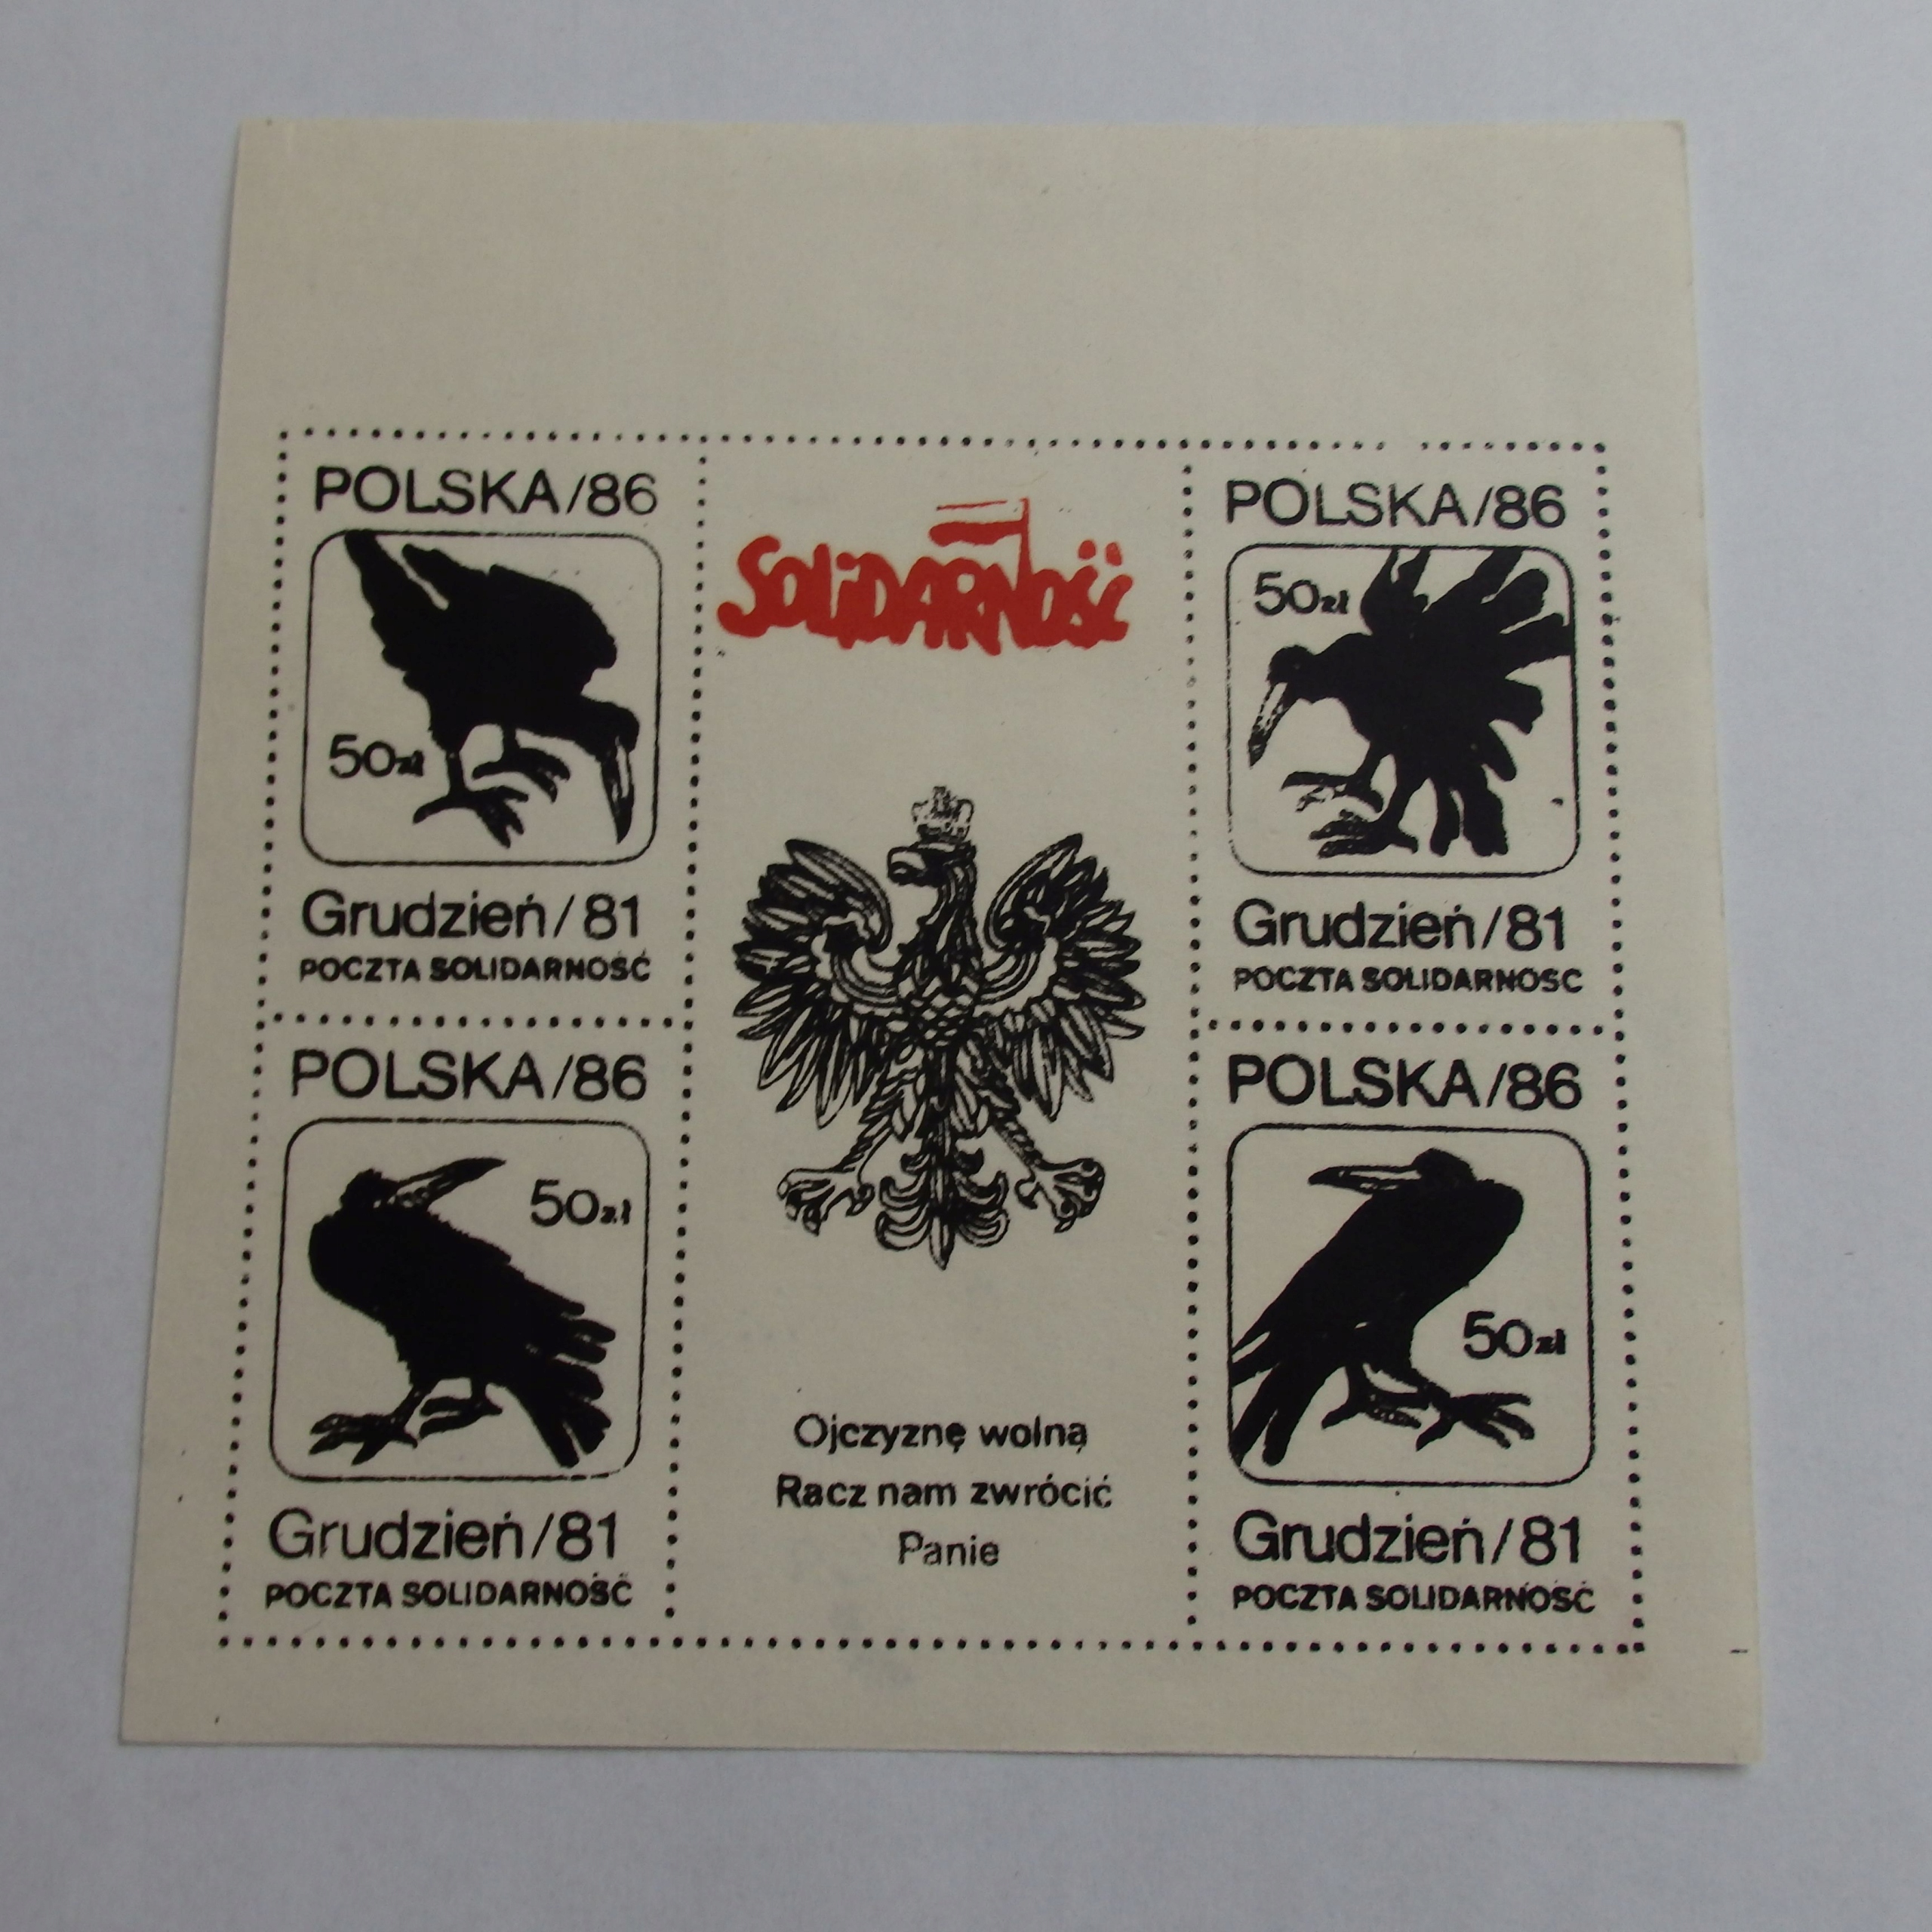 POLSKA/86
50zł
Grudzień/81
POCZTA SOLIDARNOŚĆ
POLSKA/86
50zł
Grudzień/81
POCZTA SOLIDARNOŚĆ
SOLiDARNOŚĆ
Ojczyznę wolną
Racz nam zwrócić
Panie
POLSKA/86
50zł
Grudzień/81
POCZTA SOLIDARNOSC
POLSKA/86
50zł
Grudzień/81
POCZTA SOLIDARNOŚĆ